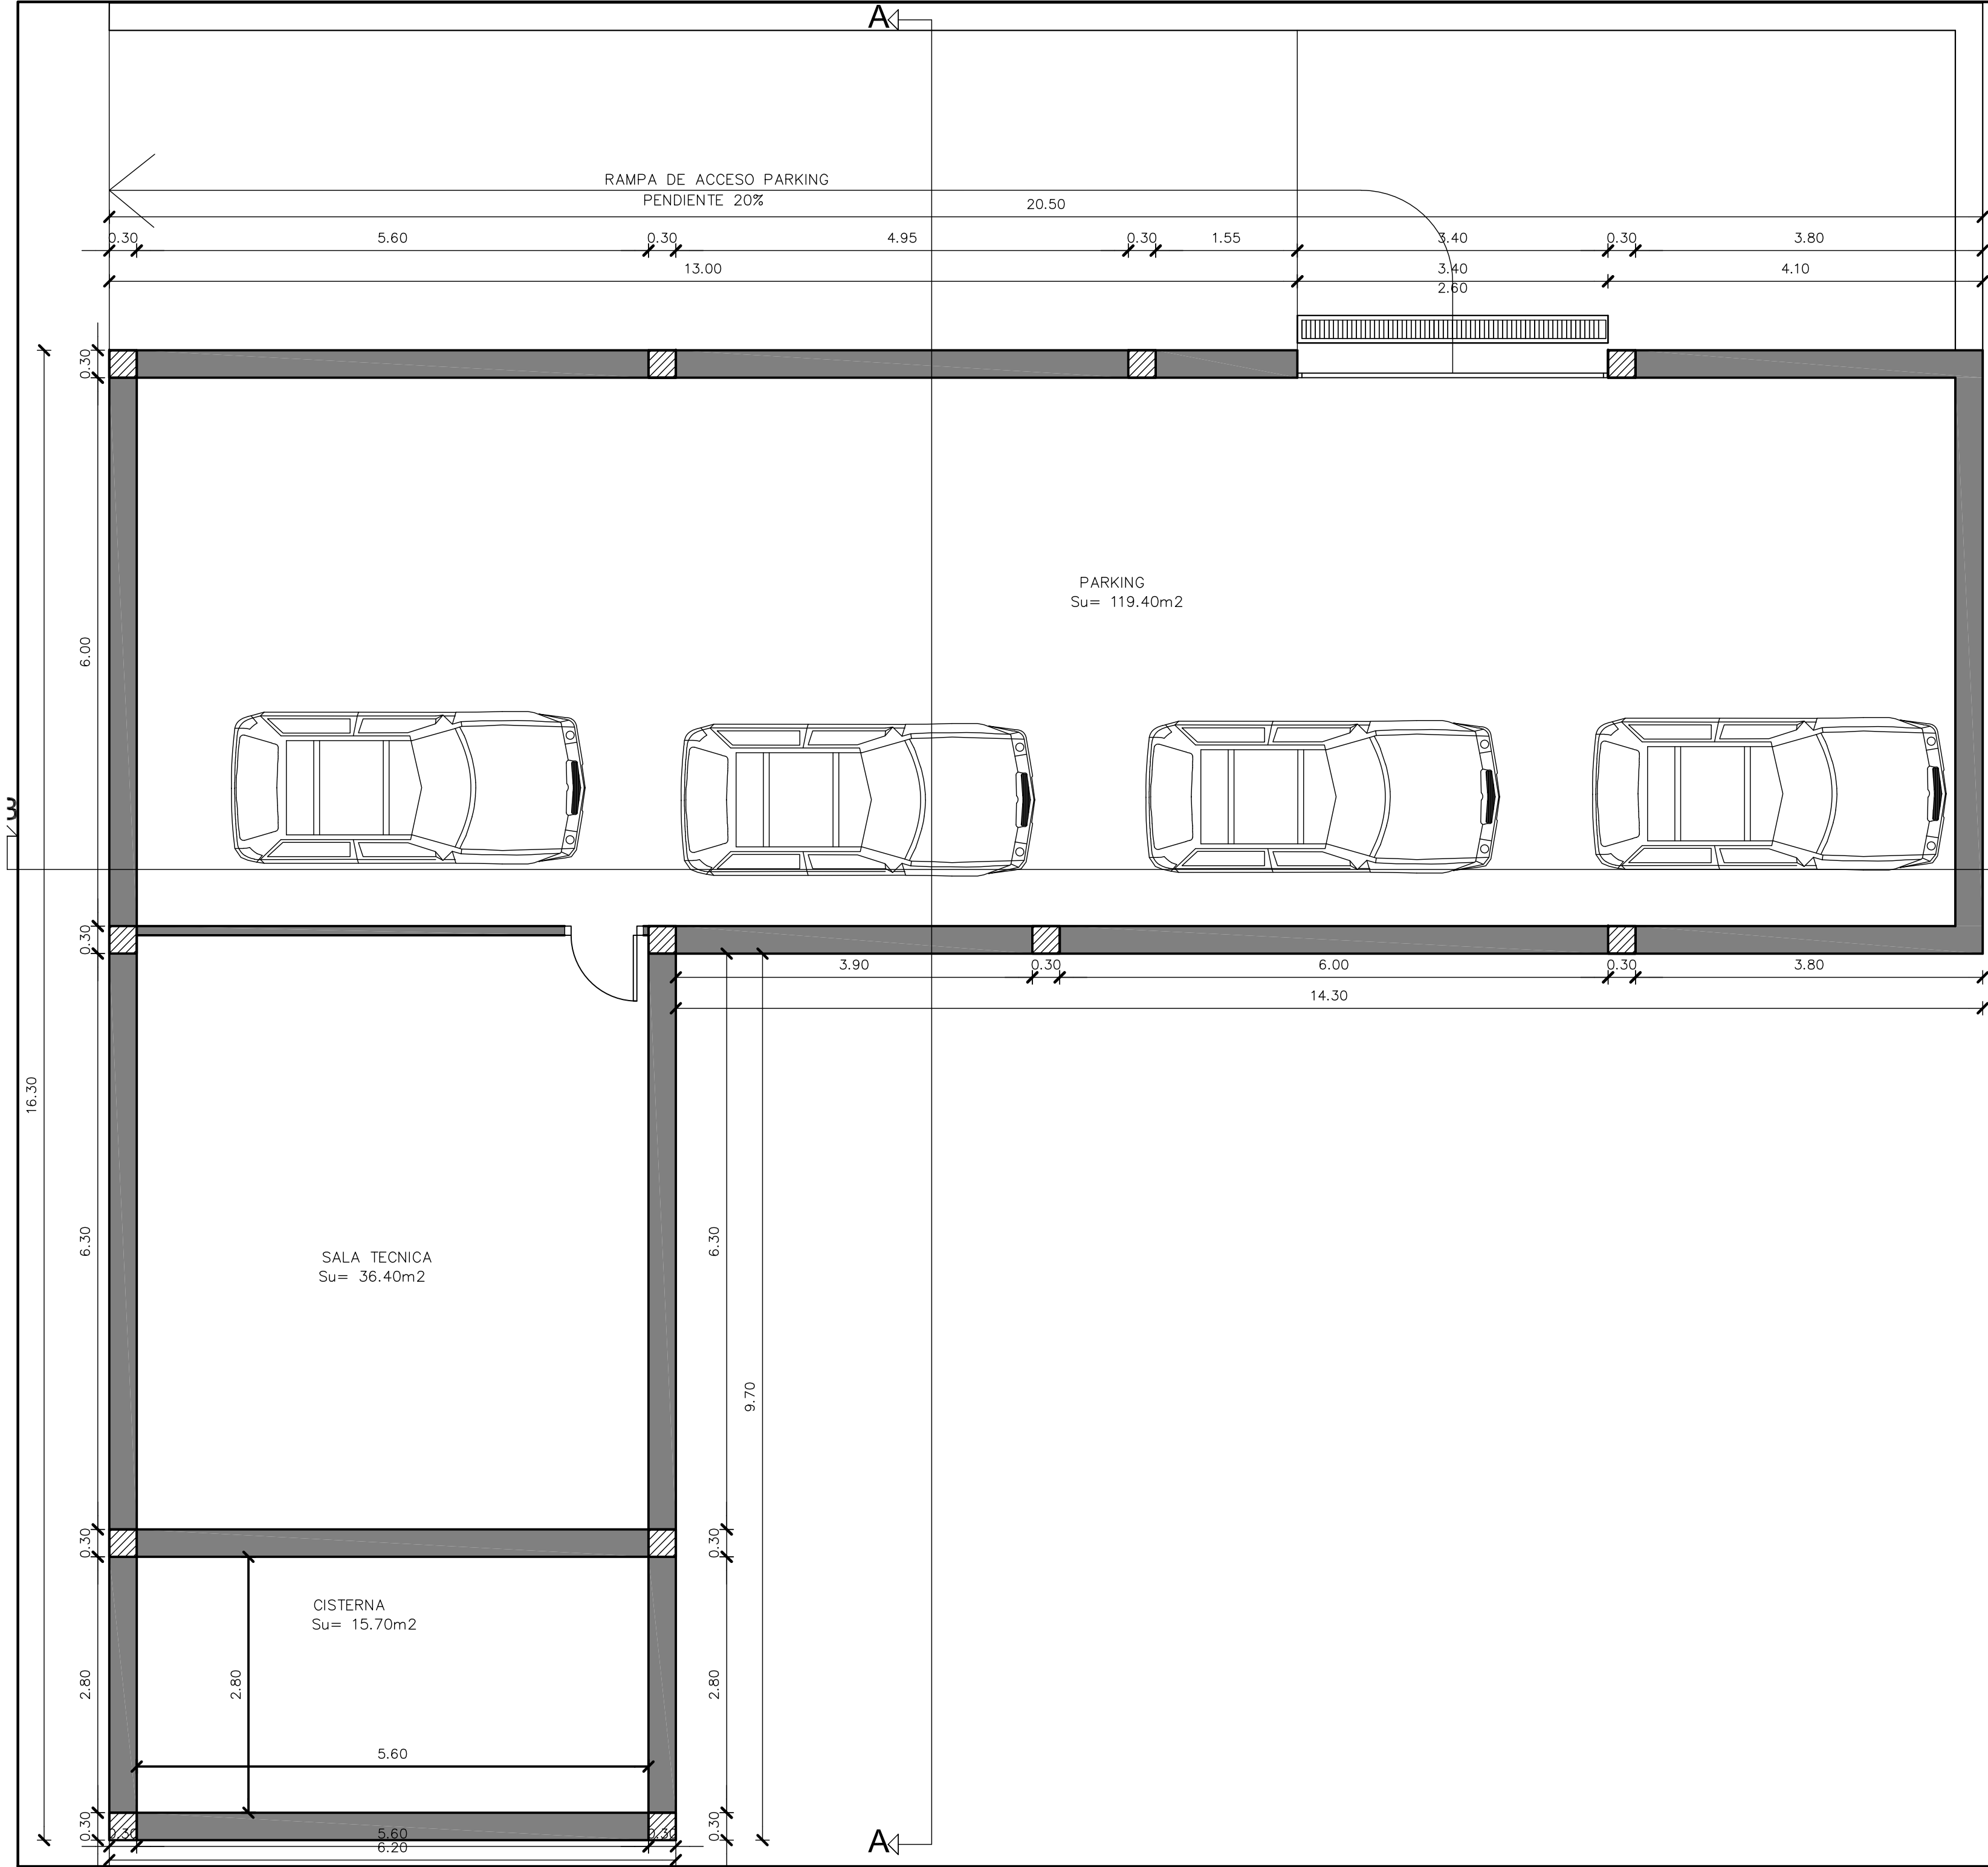 A
RAMPA DE ACCESO PARKING
PENDIENTE 20%
20.50
0.30 5.60 0.30 4.95 0.30 1.55 3.40 0.30 3.80
13.00 3.40 4.10
2.60
0.30
PARKING
Su= 119.40m2
6.00
0.30
3.90 0.30 6.00 0.30 3.80
14.30
16.30
6.30
6.30
SALA TECNICA
Su= 36.40m2
9.70
0.30
0.30
CISTERNA
Su= 15.70m2
2.80
2.80
2.80
5.60
0.30
0.30
0.30 5.60 0.30
6.20
A